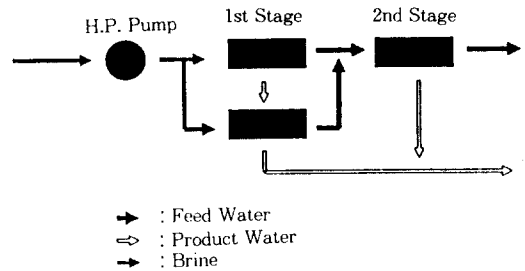 H.P. Pump
1st Stage
2nd Stage
: Feed Water
: Product Water
: Brine